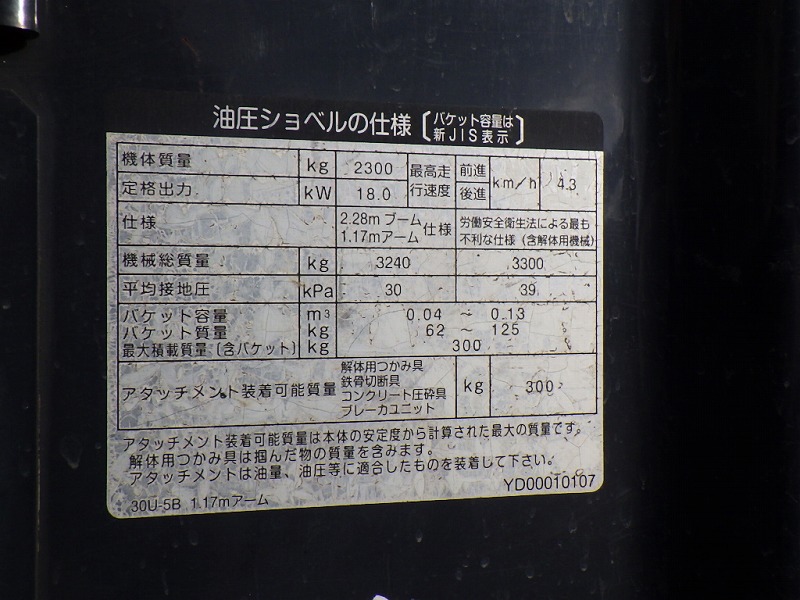 油圧ショベルの仕様〔バケット容量は新JIS表示〕
機体質量 kg 2300 最高走行速度 前進 後進 km/h 4.3
定格出力 kW 18.0
仕様 2.28m ブーム 1.17mアーム 仕様 労働安全衛生法による最も不利な仕様（含解体用機械）
機械総質量 kg 3240 3300
平均接地圧 kPa 30 39
バケット容量 m³ 0.04 ～ 0.13
バケット質量 kg 62 ～ 125
最大積載質量（含バケット） kg 300
アタッチメント装着可能質量 解体用つかみ具 鉄骨切断具 コンクリート圧砕具 ブレーカユニット kg 300
アタッチメント装着可能質量は本体の安定度から計算された最大の質量です。
解体用つかみ具は掴んだ物の質量を含みます。
アタッチメントは油量、油圧等に適合したものを装着して下さい。
YD00010107
30U-5B 1.17mアーム